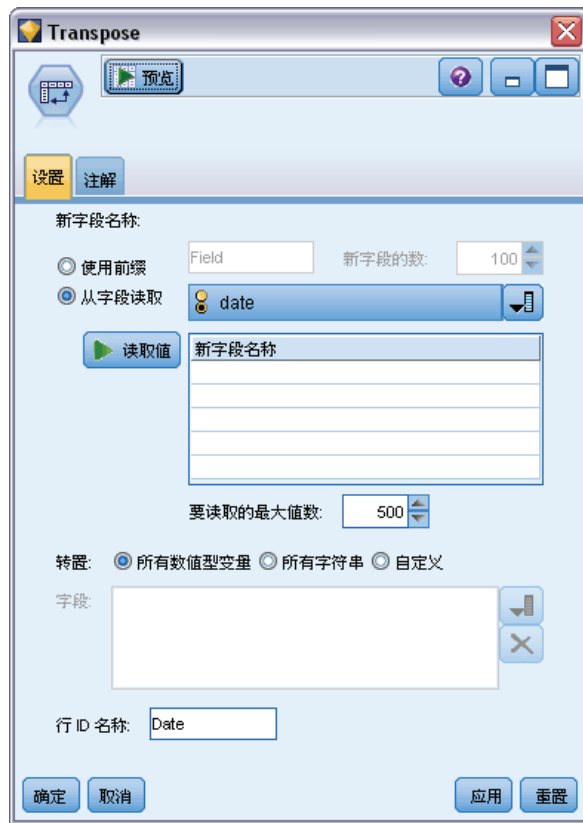 Transpose
预览
设置 注解
新字段名称:
使用前缀 Field 新字段的数: 100
从字段读取 date
读取值 新字段名称
要读取的最大值数: 500
转置: 所有数值型变量 所有字符串 自定义
字段:
行 ID 名称: Date
确定 取消 应用 重置